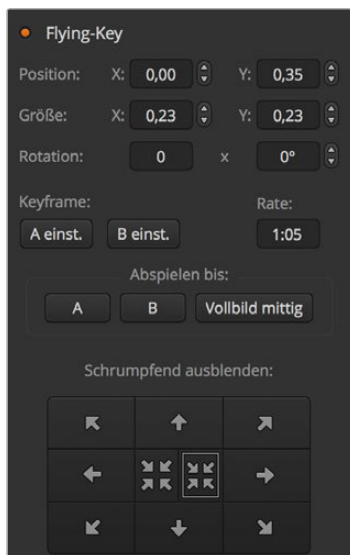 Flying-Key
Position: X: 0,00 Y: 0,35
Größe: X: 0,23 Y: 0,23
Rotation: 0 x 0°
Keyframe: Rate:
A einst. B einst. 1:05
Abspielen bis:
A B Vollbild mittig
Schrumpfend ausblenden: